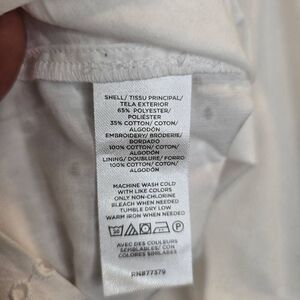 SHELL/ TISSU PRINCIPAL/
TELA EXTERIOR
65% POLYESTER/
POLIÉSTER
35% COTTON/ COTON/
ALGODÓN
EMBROIDERY/ BRODERIE/
BORDADO
100% COTTON/ COTON/
ALGODÓN
LINING/ DOUBLURE/ FORRO
100% COTTON/ COTON/
ALGODÓN
MACHINE WASH COLD
WITH LIKE COLORS
ONLY NON-CHLORINE
BLEACH WHEN NEEDED
TUMBLE DRY LOW
WARM IRON WHEN NEEDED
AVEC DES COULEURS
SEMBLABLES/ CON
COLORES SIMILARES
RN#77379